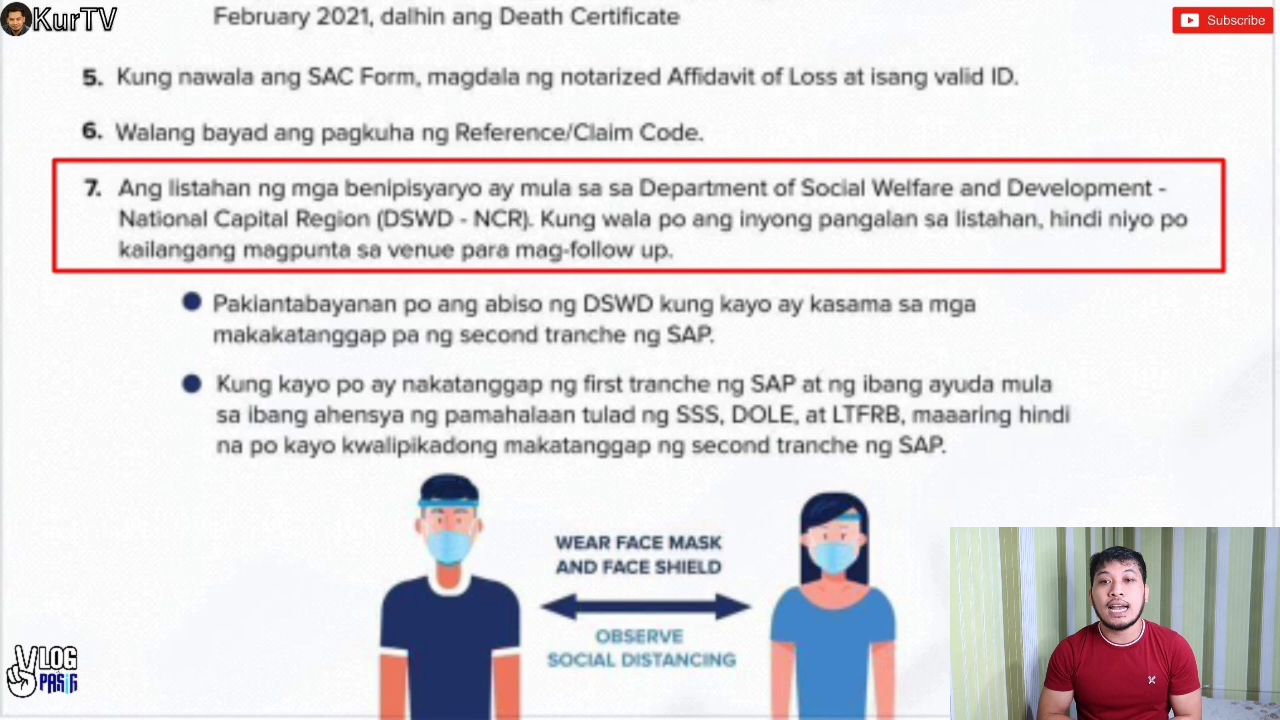 KurTV
Subscribe
February 2021, dalhin ang Death Certificate
5. Kung nawala ang SAC Form, magdala ng notarized Affidavit of Loss at isang valid ID.
6. Walang bayad ang pagkuha ng Reference/Claim Code.
7. Ang listahan ng mga benipisyaryo ay mula sa sa Department of Social Welfare and Development -
National Capital Region (DSWD - NCR). Kung wala po ang inyong pangalan sa listahan, hindi niyo po
kailangang magpunta sa venue para mag-follow up.
Pakiantabayanan po ang abiso ng DSWD kung kayo ay kasama sa mga
makakatanggap pa ng second tranche ng SAP.
Kung kayo po ay nakatanggap ng first tranche ng SAP at ng ibang ayuda mula
sa ibang ahensya ng pamahalaan tulad ng SSS, DOLE, at LTFRB, maaaring hindi
na po kayo kwalipikadong makatanggap ng second tranche ng SAP.
WEAR FACE MASK
AND FACE SHIELD
OBSERVE
SOCIAL DISTANCING
VLOG
PASIG